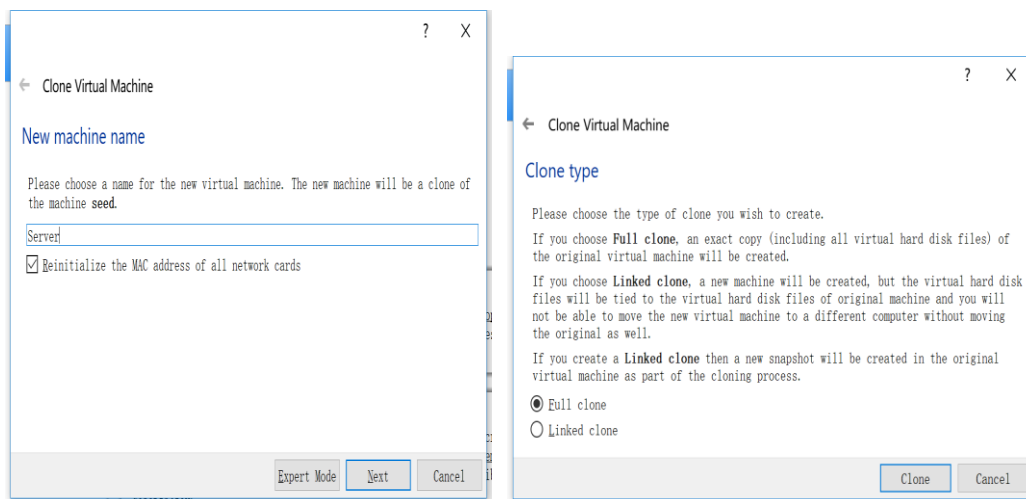 ? X
← Clone Virtual Machine
New machine name
Please choose a name for the new virtual machine. The new machine will be a clone of
the machine seed.
Server
Reinitialize the MAC address of all network cards
Expert Mode Next Cancel
? X
← Clone Virtual Machine
Clone type
Please choose the type of clone you wish to create.
If you choose Full clone, an exact copy (including all virtual hard disk files) of
the original virtual machine will be created.
If you choose Linked clone, a new machine will be created, but the virtual hard disk
files will be tied to the virtual hard disk files of original machine and you will
not be able to move the new virtual machine to a different computer without moving
the original as well.
If you create a Linked clone then a new snapshot will be created in the original
virtual machine as part of the cloning process.
Full clone
Linked clone
Clone Cancel